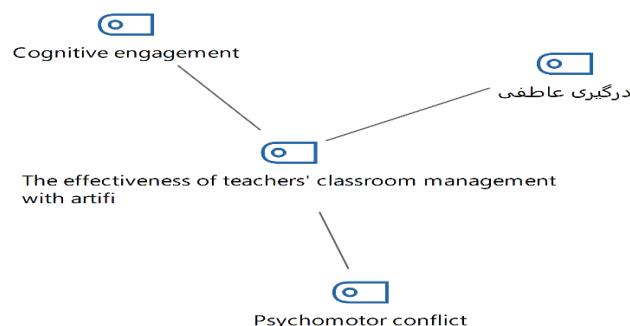 Cognitive engagement
درگیری عاطفی
The effectiveness of teachers' classroom management
with artifi
Psychomotor conflict